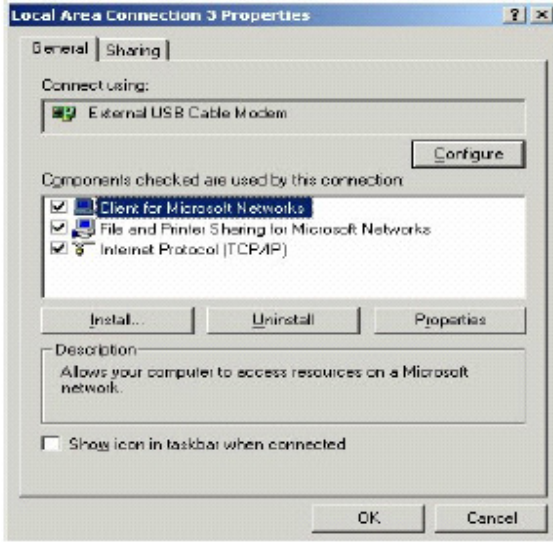 Local Area Connection 3 Properties
General
Sharing
Connect using:
External USB Cable Modem
Configure
Components checked are used by this connection:
Client for Microsoft Networks
File and Printer Sharing for Microsoft Networks
Internet Protocol (TCP/IP)
Install...
Uninstall
Properties
Description
Allows your computer to access resources on a Microsoft
network.
Show icon in taskbar when connected
OK
Cancel